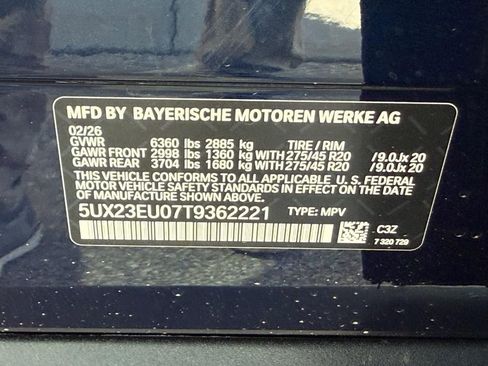 MFD BY BAYERISCHE MOTOREN WERKE AG
02/26
GVWR 6360 lbs 2885 kg TIRE / RIM
GAWR FRONT 2998 lbs 1360 kg WITH 275/45 R20 /9.0Jx 20
GAWR REAR 3704 lbs 1680 kg WITH 275/45 R20 /9.0Jx 20
THIS VEHICLE CONFORMS TO ALL APPLICABLE U.S. FEDERAL
MOTOR VEHICLE SAFETY STANDARDS IN EFFECT ON THE DATE
OF MANUFACTURE SHOWN ABOVE.
5UX23EU07T9362221 TYPE: MPV
C3Z
7 320 729